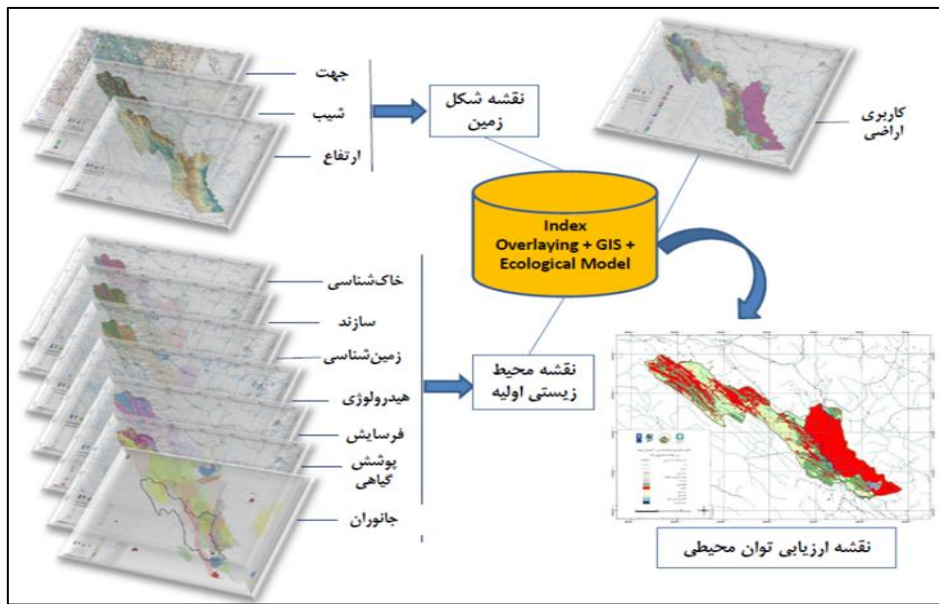 جهت
شیب
ارتفاع
نقشه شکل
زمین
کاربری
اراضی
Index
Overlaying + GIS +
Ecological Model
خاک‌شناسی
سازند
زمین‌شناسی
هیدرولوژی
فرسایش
پوشش
گیاهی
جانوران
نقشه محیط
زیستی اولیه
نقشه ارزیابی توان محیطی